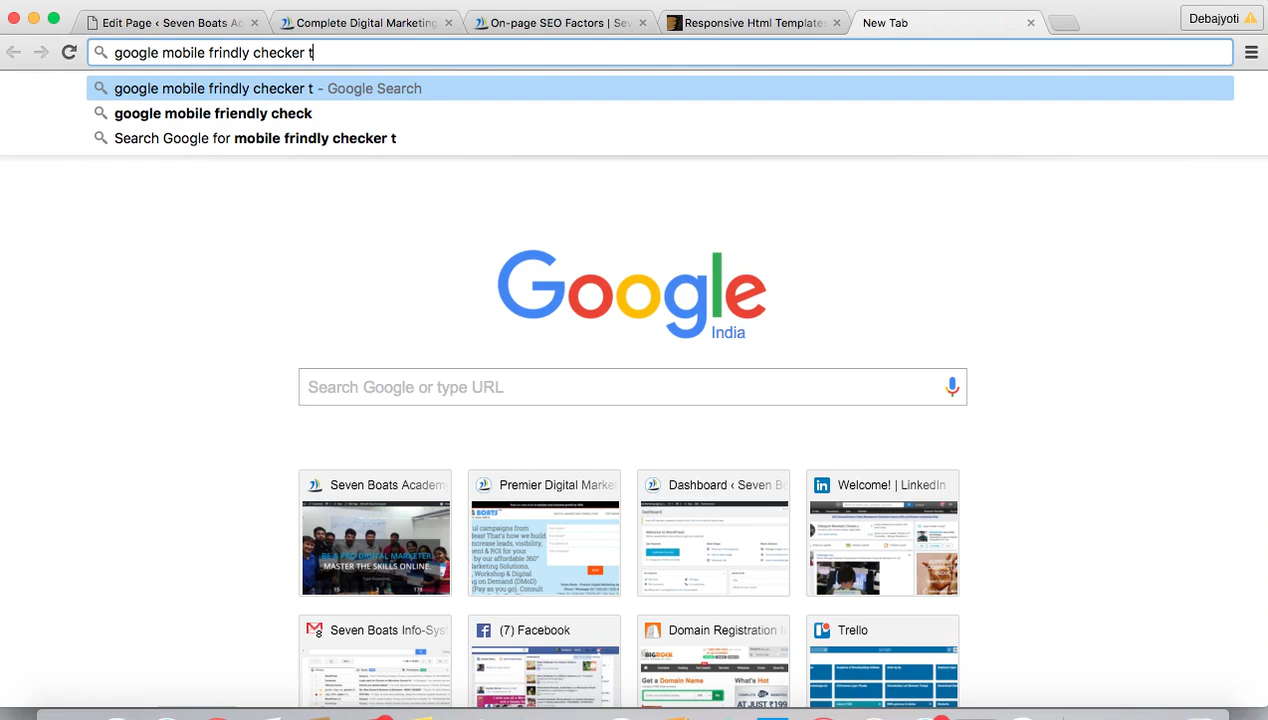 Edit Page ‹ Seven Boats Ac
Complete Digital Marketing
On-page SEO Factors | Sev
Responsive Html Templates
New Tab
Debajyoti
google mobile frindly checker t
google mobile frindly checker t - Google Search
google mobile friendly check
Search Google for mobile frindly checker t
Google
India
Search Google or type URL
Seven Boats Academ
Premier Digital Marke
Dashboard ‹ Seven Bo
Welcome! | LinkedIn
BE A PRO DIGITAL MARKETER!
MASTER THE SKILLS ONLINE.
Seven Boats Info-Sys
(7) Facebook
Domain Registration I
Trello
BIGROCK
Get a Domain
What's Hot
AT JUST ₹199